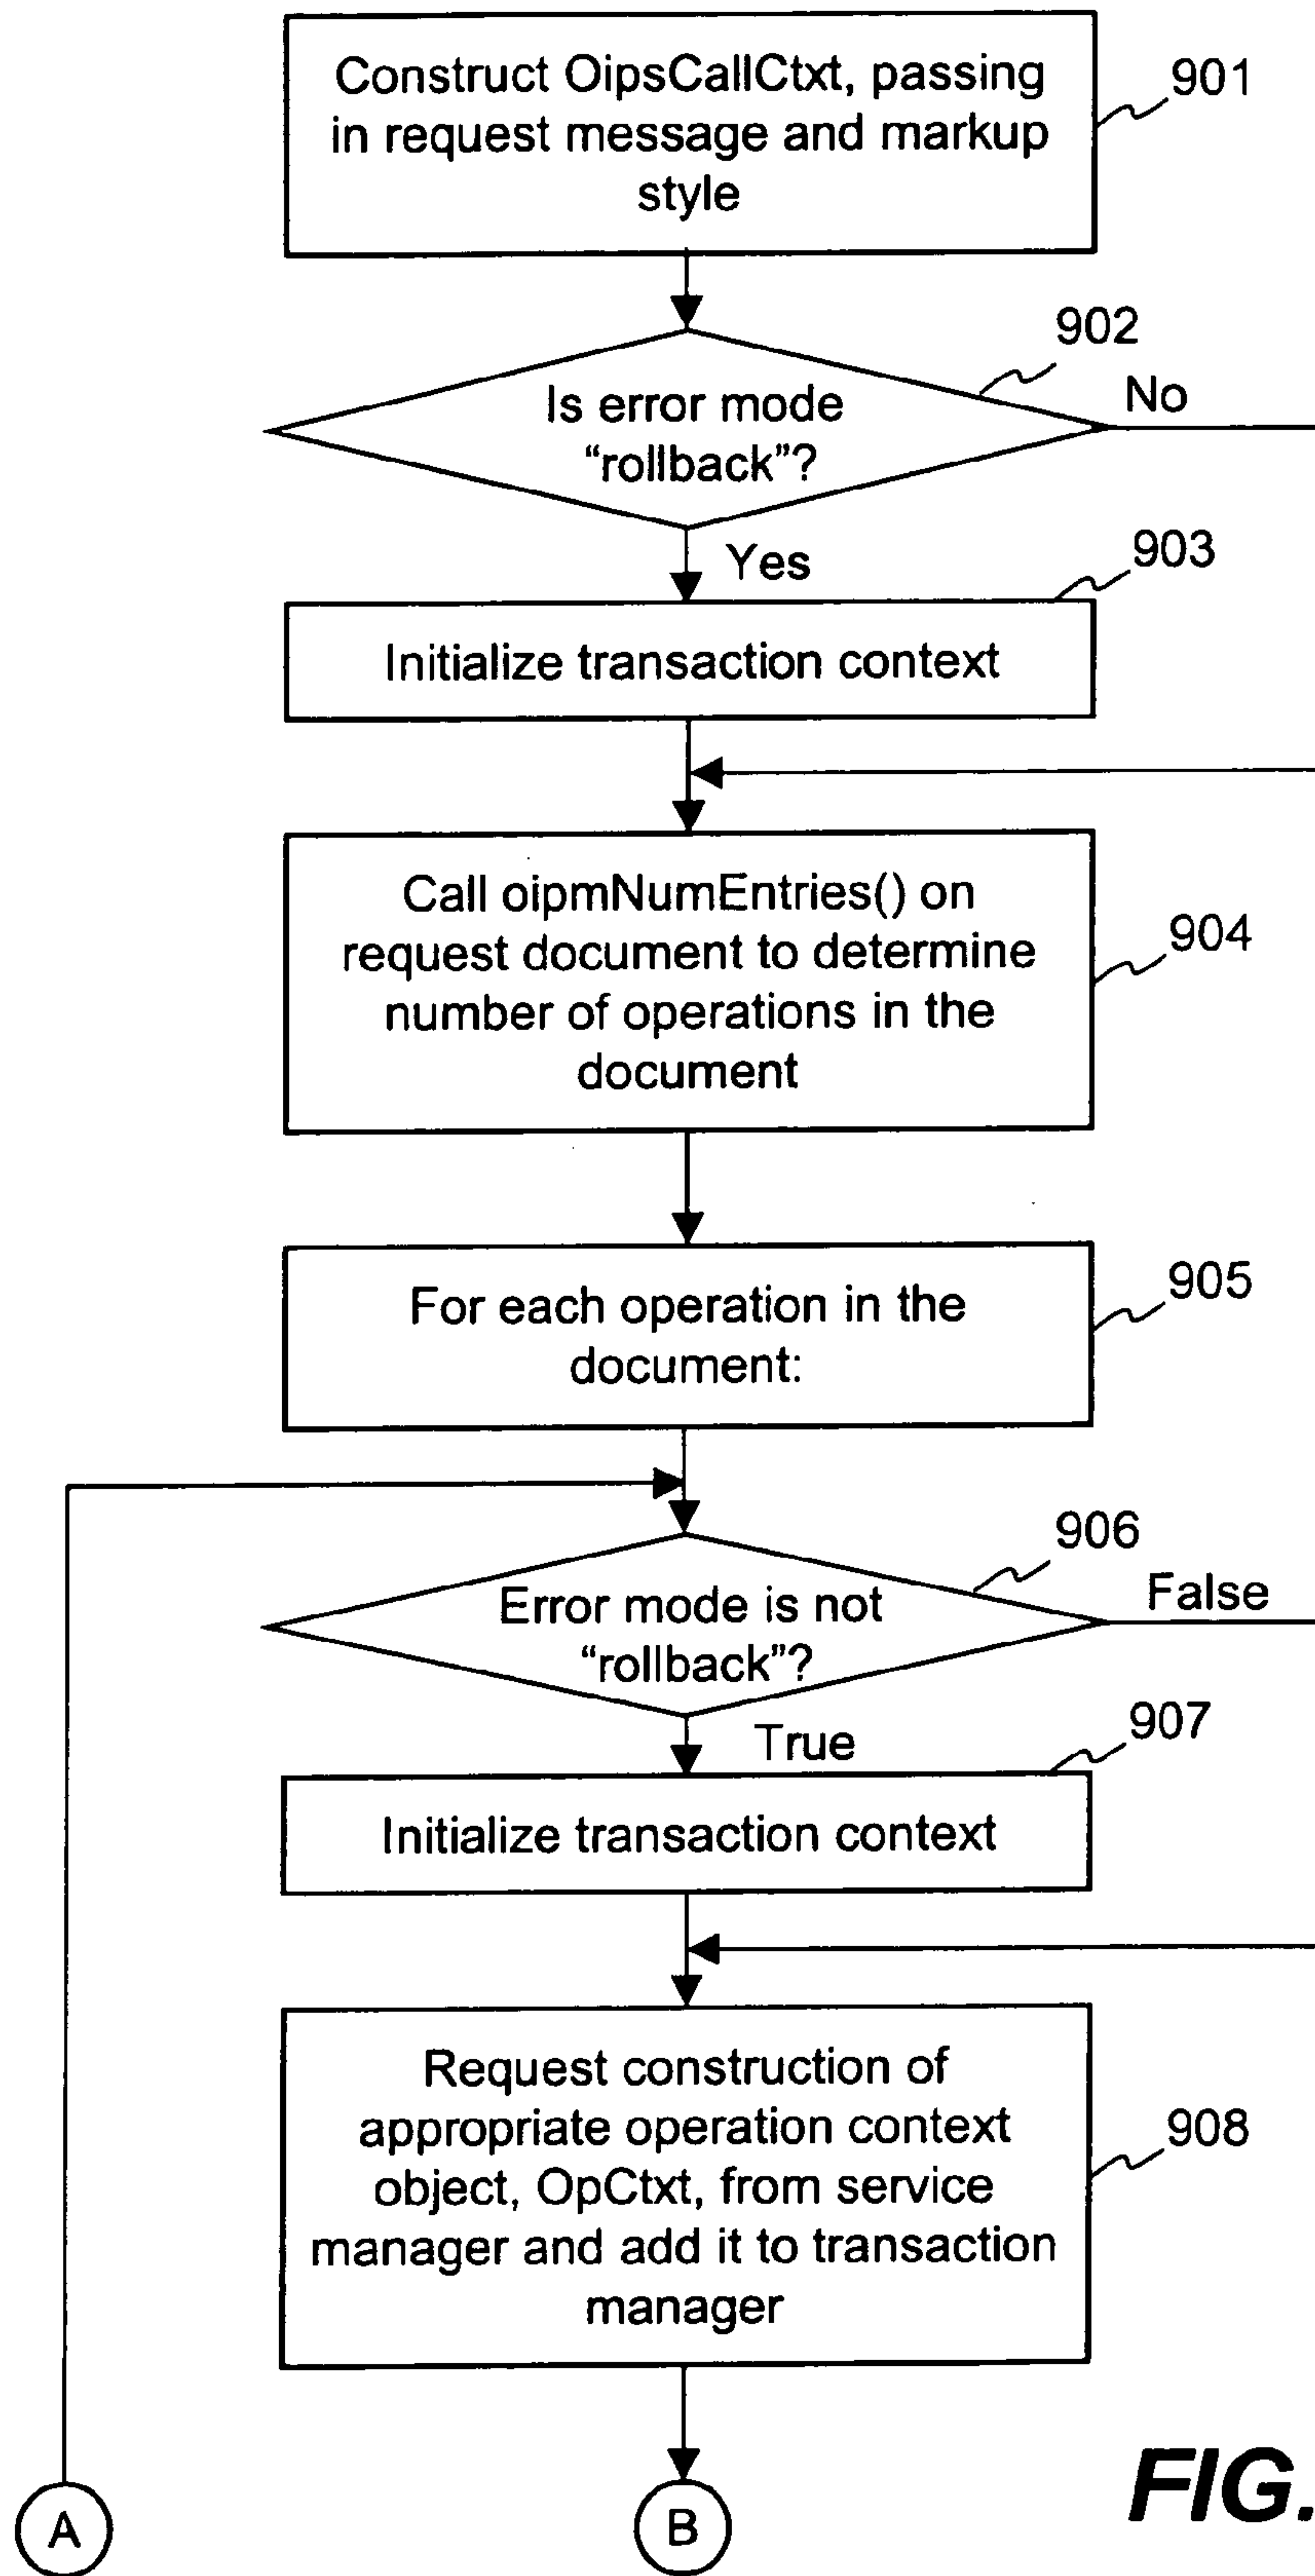 Construct OipsCallCtxt, passing
in request message and markup
style
901
902
Is error mode
“rollback”?
No
Yes
903
Initialize transaction context
Call oipmNumEntries() on
request document to determine
number of operations in the
document
904
For each operation in the
document:
905
906
Error mode is not
“rollback”?
False
True
907
Initialize transaction context
Request construction of
appropriate operation context
object, OpCtxt, from service
manager and add it to transaction
manager
908
FIG.
A
B